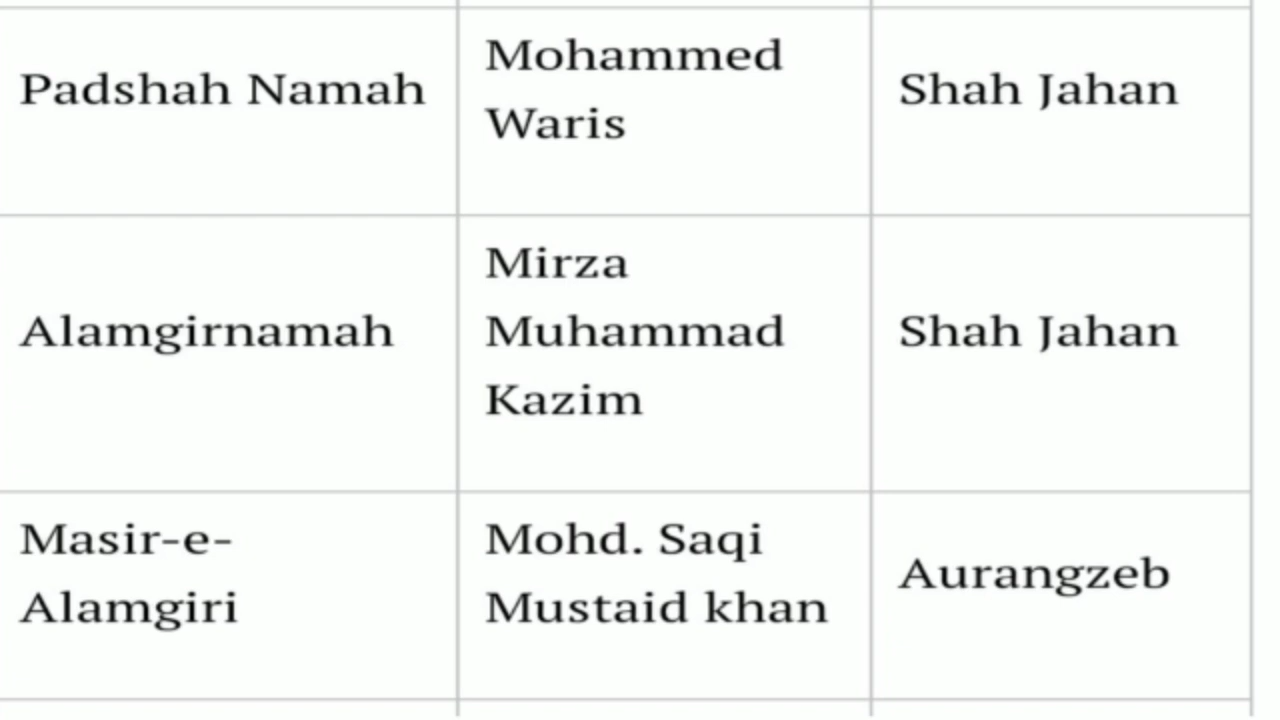 Padshah Namah
Mohammed
Waris
Shah Jahan
Alamgirnamah
Mirza
Muhammad
Kazim
Shah Jahan
Masir-e-
Alamgiri
Mohd. Saqi
Mustaid khan
Aurangzeb